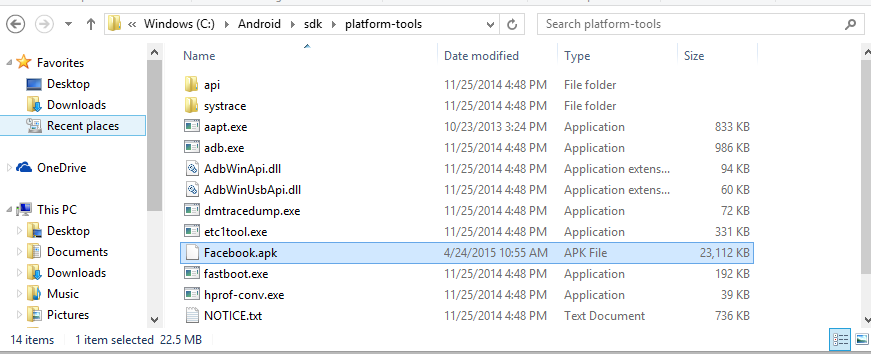 « Windows (C:) ▸ Android ▸ sdk ▸ platform-tools
Search platform-tools
Favorites
Desktop
Downloads
Recent places
OneDrive
This PC
Desktop
Documents
Downloads
Music
Pictures
Name Date modified Type Size
api 11/25/2014 4:48 PM File folder
systrace 11/25/2014 4:48 PM File folder
aapt.exe 10/23/2013 3:24 PM Application 833 KB
adb.exe 11/25/2014 4:48 PM Application 986 KB
AdbWinApi.dll 11/25/2014 4:48 PM Application extens... 94 KB
AdbWinUsbApi.dll 11/25/2014 4:48 PM Application extens... 60 KB
dmtracedump.exe 11/25/2014 4:48 PM Application 72 KB
etc1tool.exe 11/25/2014 4:48 PM Application 331 KB
Facebook.apk 4/24/2015 10:55 AM APK File 23,112 KB
fastboot.exe 11/25/2014 4:48 PM Application 192 KB
hprof-conv.exe 11/25/2014 4:48 PM Application 39 KB
NOTICE.txt 11/25/2014 4:48 PM Text Document 736 KB
14 items 1 item selected 22.5 MB